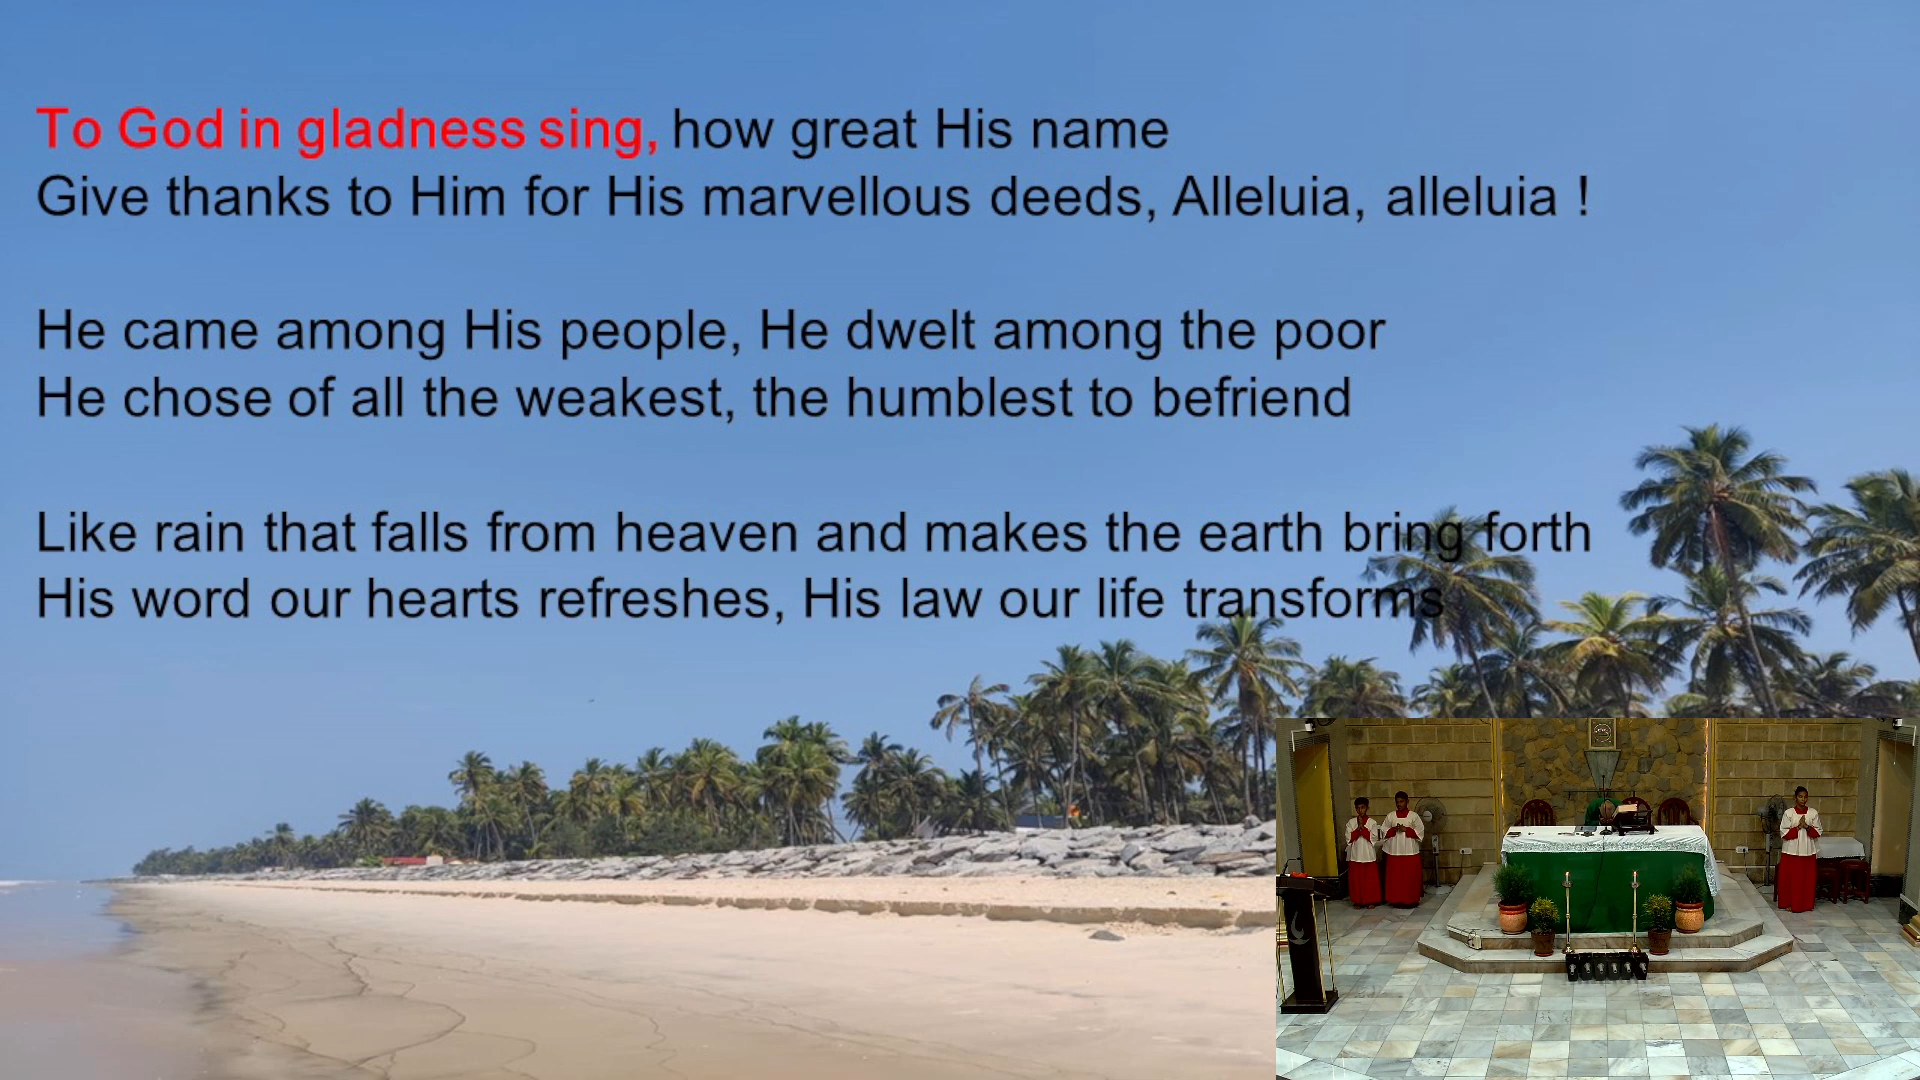 To God in gladness sing, how great His name
Give thanks to Him for His marvellous deeds, Alleluia, alleluia !
He came among His people, He dwelt among the poor
He chose of all the weakest, the humblest to befriend
Like rain that falls from heaven and makes the earth bring forth
His word our hearts refreshes, His law our life transforms